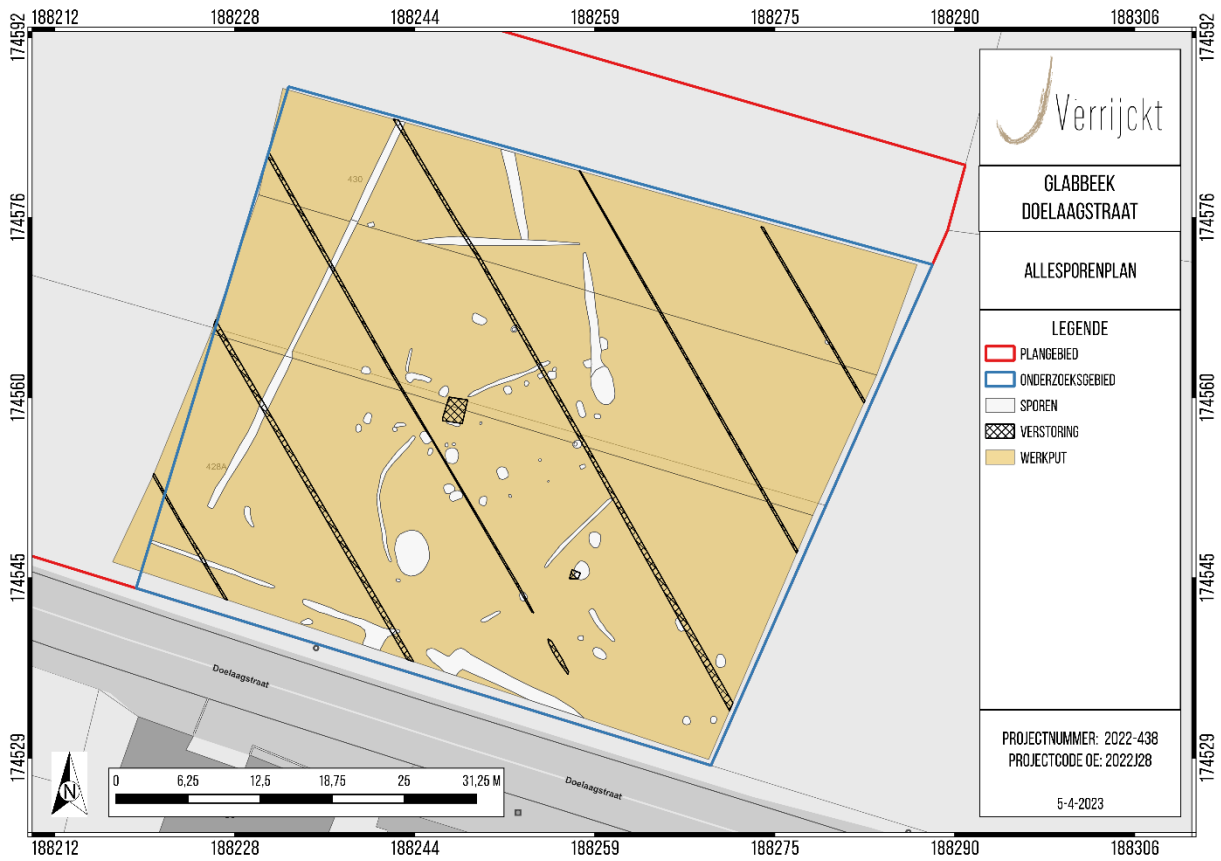 188212 188228 188244 188259 188275 188290 188306
174592 174592
174576 174576
174560 174560
174545 174545
174529 174529
430
428A
Doelaagstraat
Doelaagstraat
N
0 6,25 12,5 18,75 25 31,25 M
188212 188228 188244 188259 188275 188290 188306
Verrijckt
GLABBEEK
DOELAAGSTRAAT
ALLESPORENPLAN
LEGENDE
PLANGEBIED
ONDERZOEKSGEBIED
SPOREN
VERSTORING
WERKPUT
PROJECTNUMMER: 2022-438
PROJECTCODE OE: 2022J28
5-4-2023